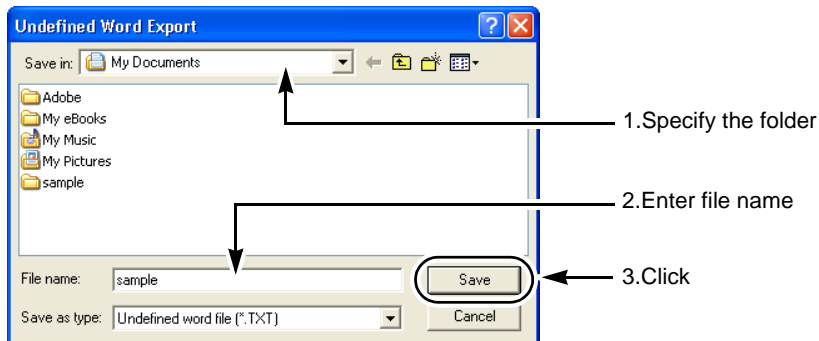 Undefined Word Export
Save in: My Documents
Adobe
My eBooks
My Music
My Pictures
sample
1.Specify the folder
2.Enter file name
File name: sample Save
3.Click
Save as type: Undefined word file (*.TXT) Cancel